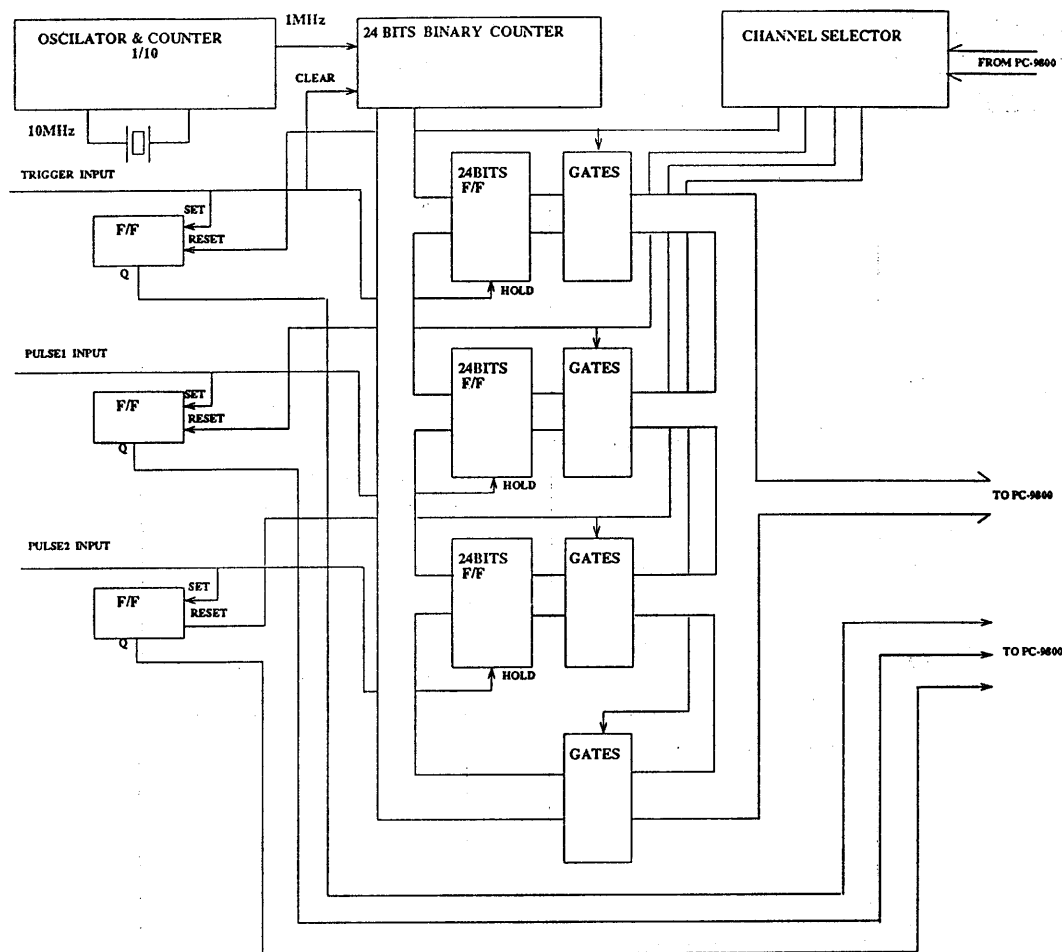 1MHz
OSCILATOR & COUNTER
1/10
24 BITS BINARY COUNTER
CHANNEL SELECTOR
FROM PC-9800
CLEAR
10MHz
TRIGGER INPUT
24BITS
F/F
GATES
SET
F/F
RESET
Q
HOLD
PULSE1 INPUT
24BITS
F/F
GATES
SET
F/F
RESET
Q
HOLD
TO PC-9800
PULSE2 INPUT
24BITS
F/F
GATES
SET
F/F
RESET
Q
HOLD
TO PC-9800
GATES